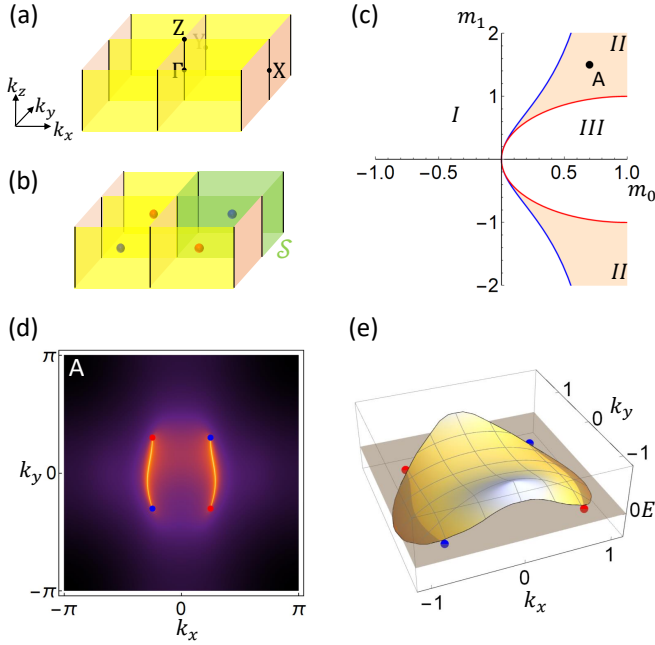 (a)
Z
Y
Γ
X
k_z
k_y
k_x
(b)
𝒮
(c)
m_1
2
II
A
1
I
III
−1.0
−0.5
0.5
1.0
m_0
−1
II
−2
(d)
A
π
k_y
0
−π
−π
0
π
k_x
(e)
1
0
k_y
−1
0
E
−1
0
1
k_x